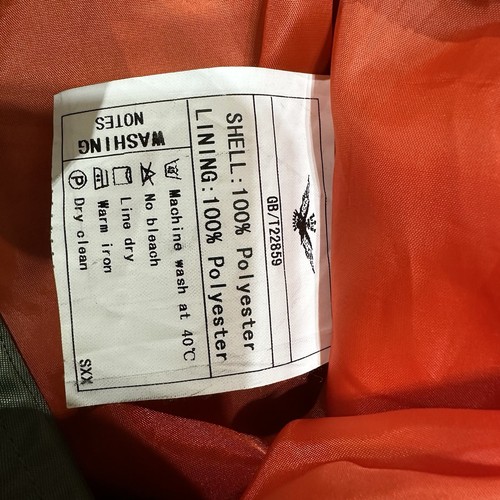 GB/T22859
SHELL:100% Polyester
LINING:100% Polyester
WASHING
NOTES
Machine wash at 40℃
No bleach
Line dry
Warm iron
P Dry clean
SXX